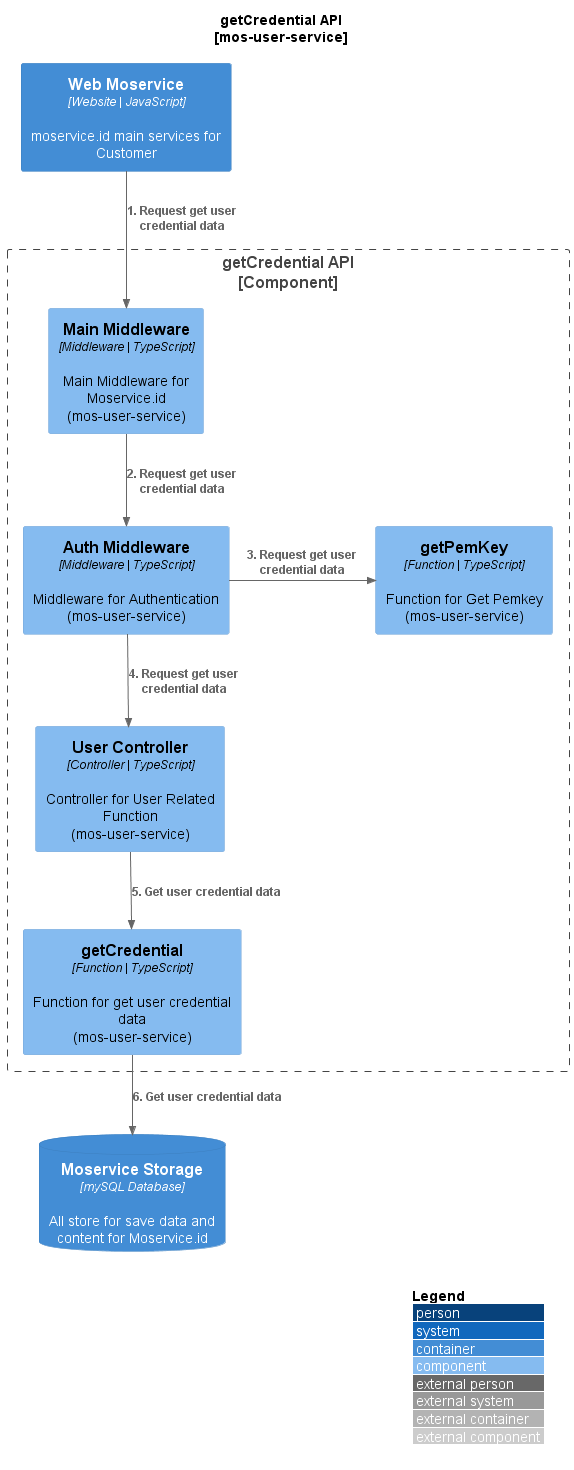 getCredential API
[mos-user-service]
Web Moservice
[Website | JavaScript]
moservice.id main services for
Customer
1. Request get user
credential data
getCredential API
[Component]
Main Middleware
[Middleware | TypeScript]
Main Middleware for
Moservice.id
(mos-user-service)
2. Request get user
credential data
Auth Middleware
[Middleware | TypeScript]
Middleware for Authentication
(mos-user-service)
3. Request get user
credential data
getPemKey
[Function | TypeScript]
Function for Get Pemkey
(mos-user-service)
4. Request get user
credential data
User Controller
[Controller | TypeScript]
Controller for User Related
Function
(mos-user-service)
5. Get user credential data
getCredential
[Function | TypeScript]
Function for get user credential
data
(mos-user-service)
6. Get user credential data
Moservice Storage
[mySQL Database]
All store for save data and
content for Moservice.id
Legend
person
system
container
component
external person
external system
external container
external component